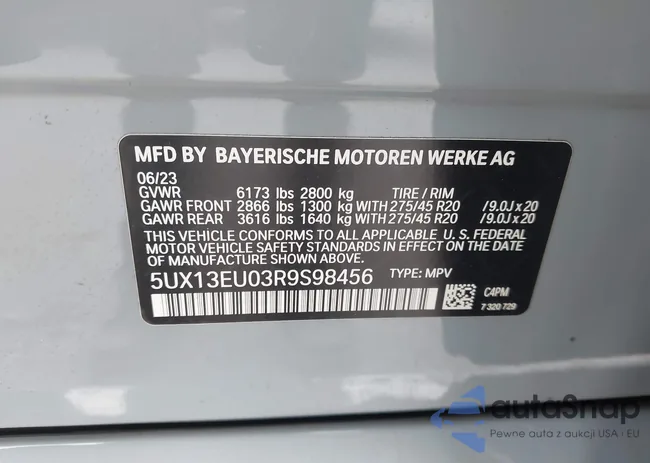 MFD BY BAYERISCHE MOTOREN WERKE AG
06/23
GVWR 6173 lbs 2800 kg TIRE / RIM
GAWR FRONT 2866 lbs 1300 kg WITH 275/45 R20 /9.0J x 20
GAWR REAR 3616 lbs 1640 kg WITH 275/45 R20 /9.0J x 20
THIS VEHICLE CONFORMS TO ALL APPLICABLE U.S. FEDERAL
MOTOR VEHICLE SAFETY STANDARDS IN EFFECT ON THE DATE
OF MANUFACTURE SHOWN ABOVE.
5UX13EU03R9S98456 TYPE: MPV
C4PM
7 320 729
autoSnap
Pewne auta z aukcji USA i EU